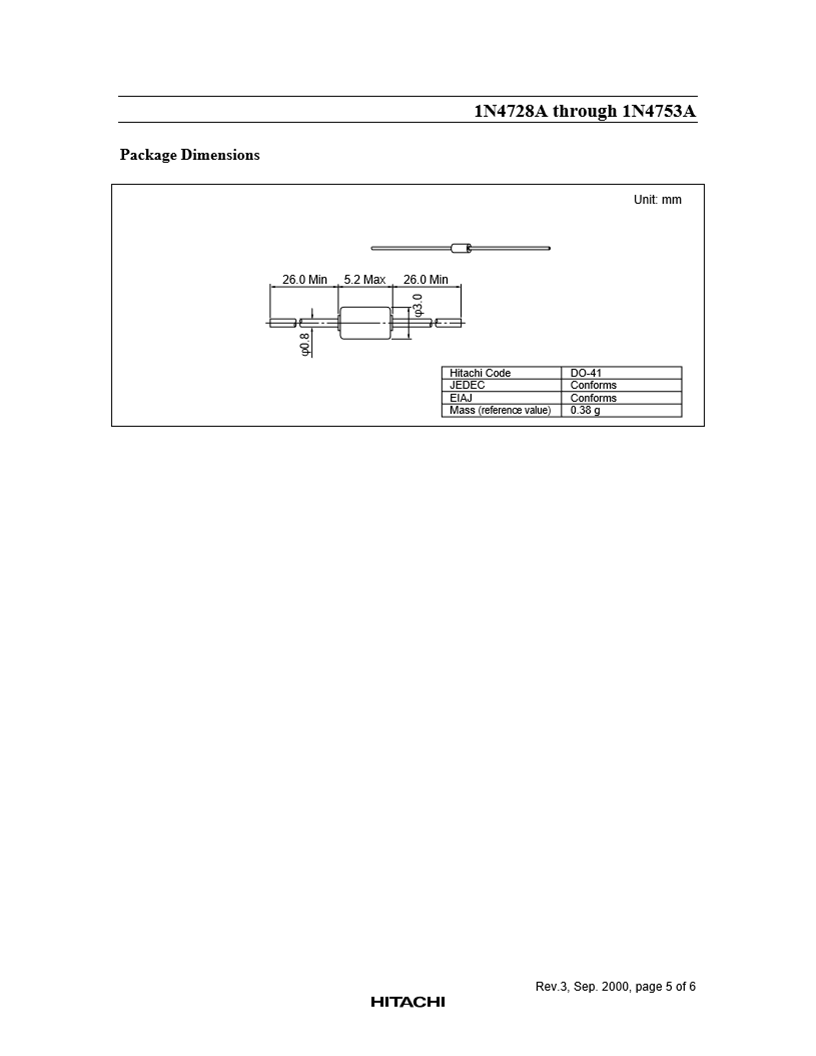 1N4728A through 1N4753A
Package Dimensions
Unit: mm
26.0 Min 5.2 Max 26.0 Min
φ3.0
φ0.8
Hitachi Code DO-41
JEDEC Conforms
EIAJ Conforms
Mass (reference value) 0.38 g
Rev.3, Sep. 2000, page 5 of 6
HITACHI